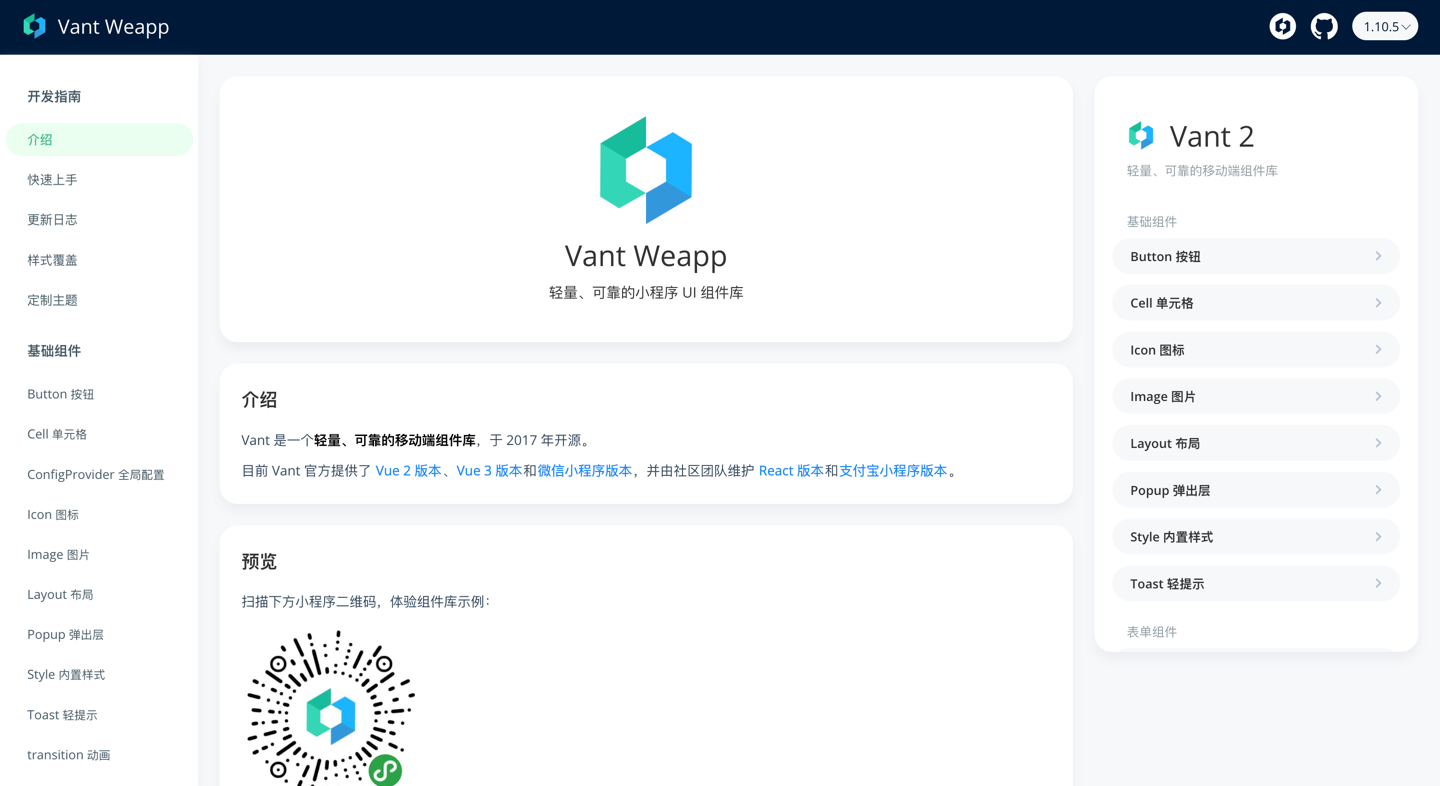 Vant Weapp
1.10.5
开发指南
介绍
快速上手
更新日志
样式覆盖
定制主题
基础组件
Button 按钮
Cell 单元格
ConfigProvider 全局配置
Icon 图标
Image 图片
Layout 布局
Popup 弹出层
Style 内置样式
Toast 轻提示
transition 动画
Vant Weapp
轻量、可靠的小程序 UI 组件库
介绍
Vant 是一个轻量、可靠的移动端组件库，于 2017 年开源。
目前 Vant 官方提供了 Vue 2 版本、Vue 3 版本和微信小程序版本，并由社区团队维护 React 版本和支付宝小程序版本。
预览
扫描下方小程序二维码，体验组件库示例：
Vant 2
轻量、可靠的移动端组件库
基础组件
Button 按钮
Cell 单元格
Icon 图标
Image 图片
Layout 布局
Popup 弹出层
Style 内置样式
Toast 轻提示
表单组件